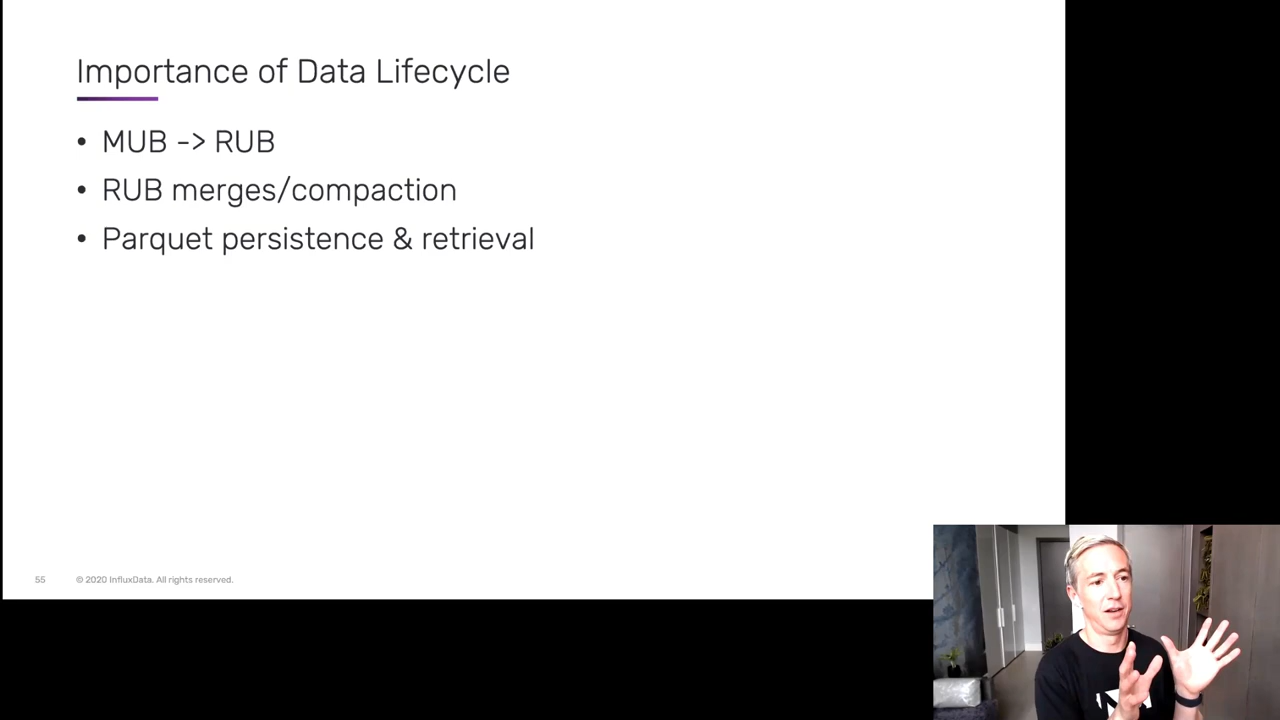 Importance of Data Lifecycle
• MUB -> RUB
• RUB merges/compaction
• Parquet persistence & retrieval
55 © 2020 InfluxData. All rights reserved.